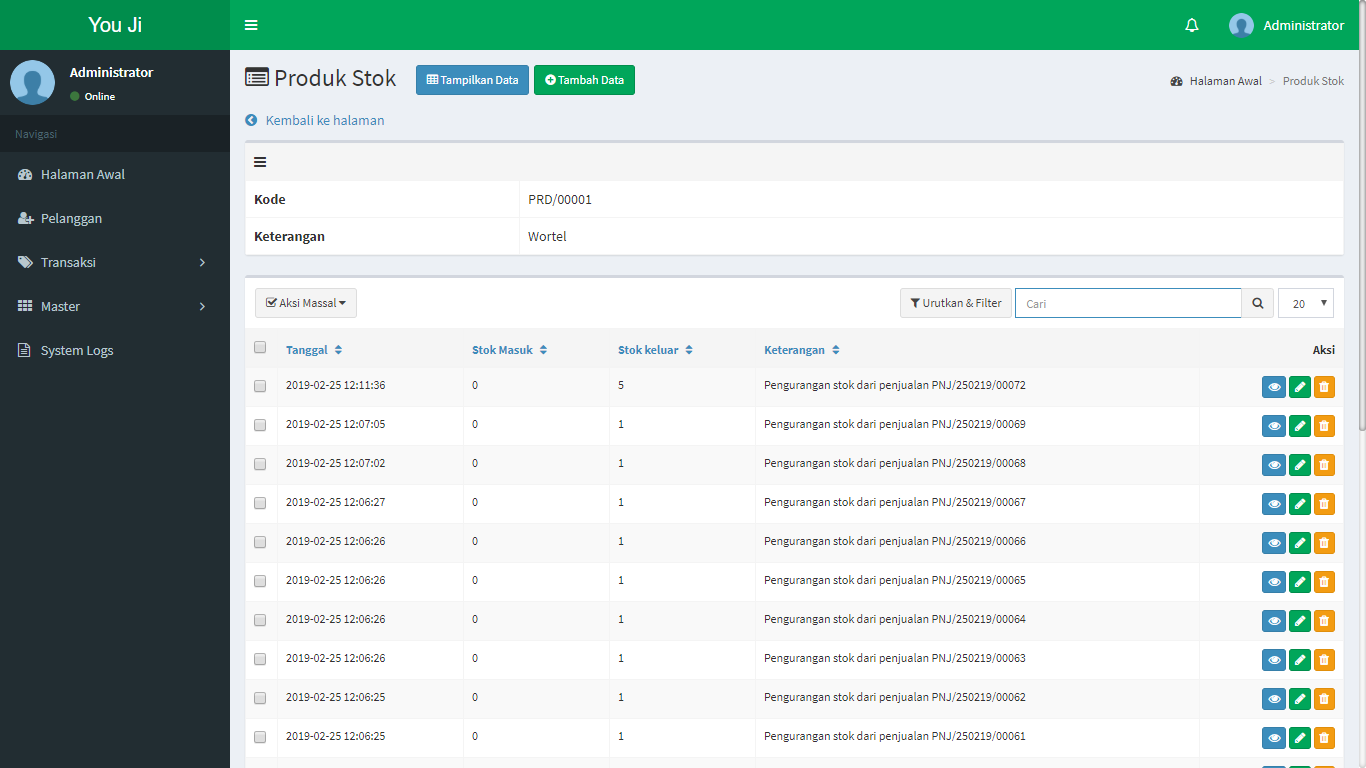 You Ji
Administrator
Administrator
Online
Navigasi
Halaman Awal
Pelanggan
Transaksi
Master
System Logs
Produk Stok
Tampilkan Data
Tambah Data
Halaman Awal > Produk Stok
Kembali ke halaman
Kode PRD/00001
Keterangan Wortel
Aksi Massal
Urutkan & Filter
Cari
20
Tanggal Stok Masuk Stok keluar Keterangan Aksi
2019-02-25 12:11:36 0 5 Pengurangan stok dari penjualan PNJ/250219/00072
2019-02-25 12:07:05 0 1 Pengurangan stok dari penjualan PNJ/250219/00069
2019-02-25 12:07:02 0 1 Pengurangan stok dari penjualan PNJ/250219/00068
2019-02-25 12:06:27 0 1 Pengurangan stok dari penjualan PNJ/250219/00067
2019-02-25 12:06:26 0 1 Pengurangan stok dari penjualan PNJ/250219/00066
2019-02-25 12:06:26 0 1 Pengurangan stok dari penjualan PNJ/250219/00065
2019-02-25 12:06:26 0 1 Pengurangan stok dari penjualan PNJ/250219/00064
2019-02-25 12:06:26 0 1 Pengurangan stok dari penjualan PNJ/250219/00063
2019-02-25 12:06:25 0 1 Pengurangan stok dari penjualan PNJ/250219/00062
2019-02-25 12:06:25 0 1 Pengurangan stok dari penjualan PNJ/250219/00061